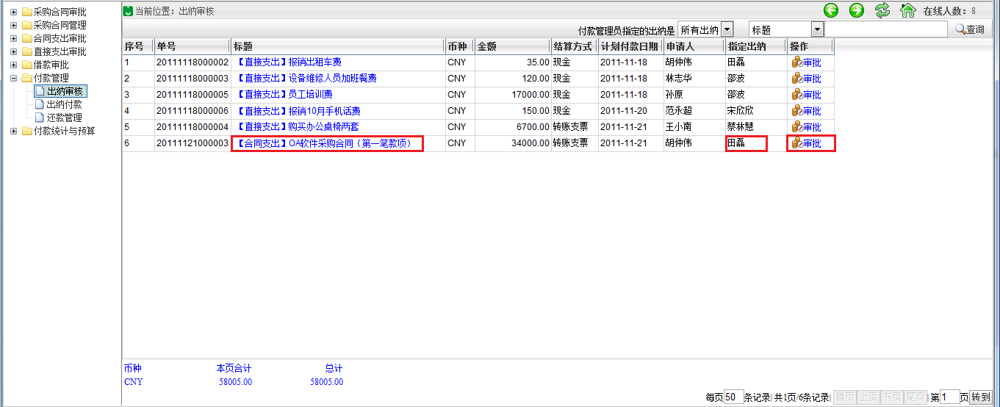 采购合同审批
采购合同管理
合同支出审批
直接支出审批
借款审批
付款管理
出纳审核
出纳付款
还款管理
付款统计与预算
当前位置：出纳审核
在线人数：8
付款管理员指定的出纳是 所有出纳 标题 查询
序号 单号 标题 币种 金额 结算方式 计划付款日期 申请人 指定出纳 操作
1 20111118000002 【直接支出】报销出租车费 CNY 35.00 现金 2011-11-18 胡仲伟 田磊 审批
2 20111118000003 【直接支出】设备维修人员加班餐费 CNY 120.00 现金 2011-11-18 林志华 邵波 审批
3 20111118000005 【直接支出】员工培训费 CNY 17000.00 现金 2011-11-18 孙原 邵波 审批
4 20111118000006 【直接支出】报销10月手机话费 CNY 150.00 现金 2011-11-20 范永超 宋欣欣 审批
5 20111118000004 【直接支出】购买办公桌椅两套 CNY 6700.00 转账支票 2011-11-21 王小南 蔡林慧 审批
6 20111121000003 【合同支出】OA软件采购合同（第一笔款项） CNY 34000.00 转账支票 2011-11-21 胡仲伟 田磊 审批
币种 本页合计 总计
CNY 58005.00 58005.00
每页50条记录| 共1页/6条记录| 首页 上页 下页 尾页 | 第1页 转到